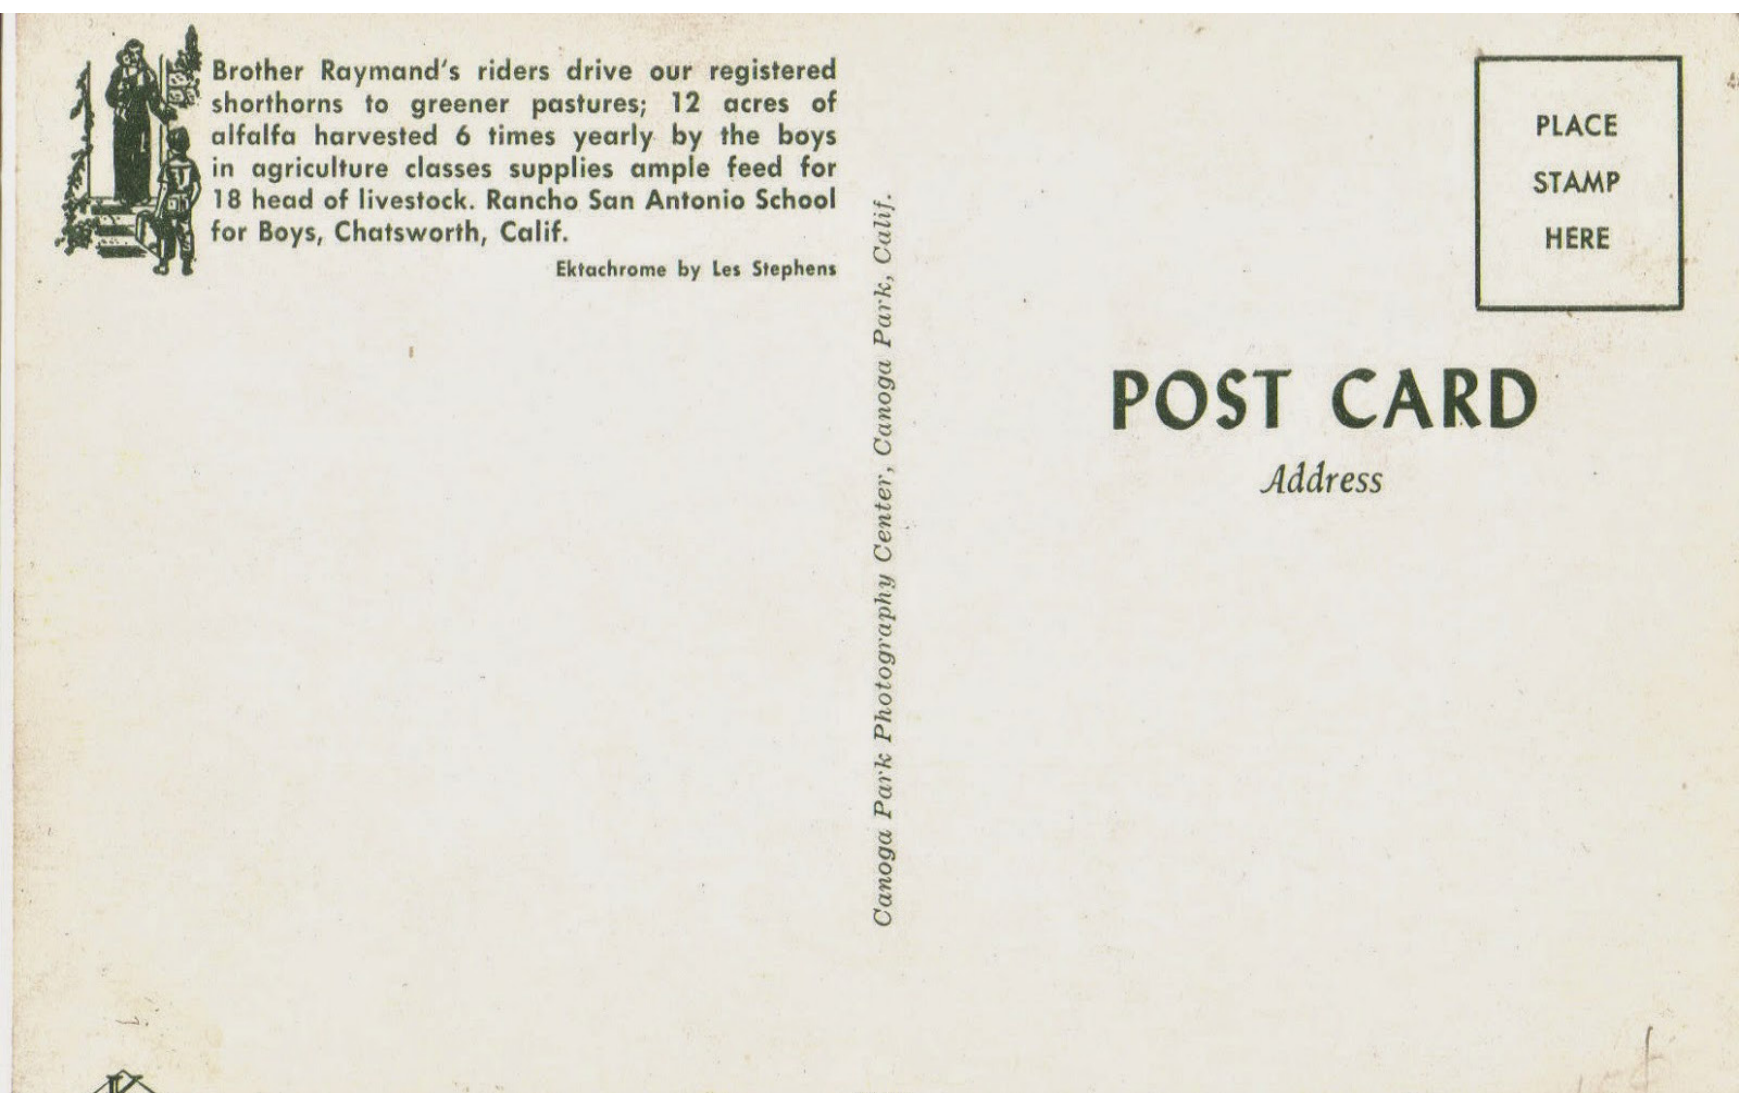 Brother Raymand's riders drive our registered
shorthorns to greener pastures; 12 acres of
alfalfa harvested 6 times yearly by the boys
in agriculture classes supplies ample feed for
18 head of livestock. Rancho San Antonio School
for Boys, Chatsworth, Calif.
Ektachrome by Les Stephens
Canoga Park Photography Center, Canoga Park, Calif.
PLACE
STAMP
HERE
POST CARD
Address
K